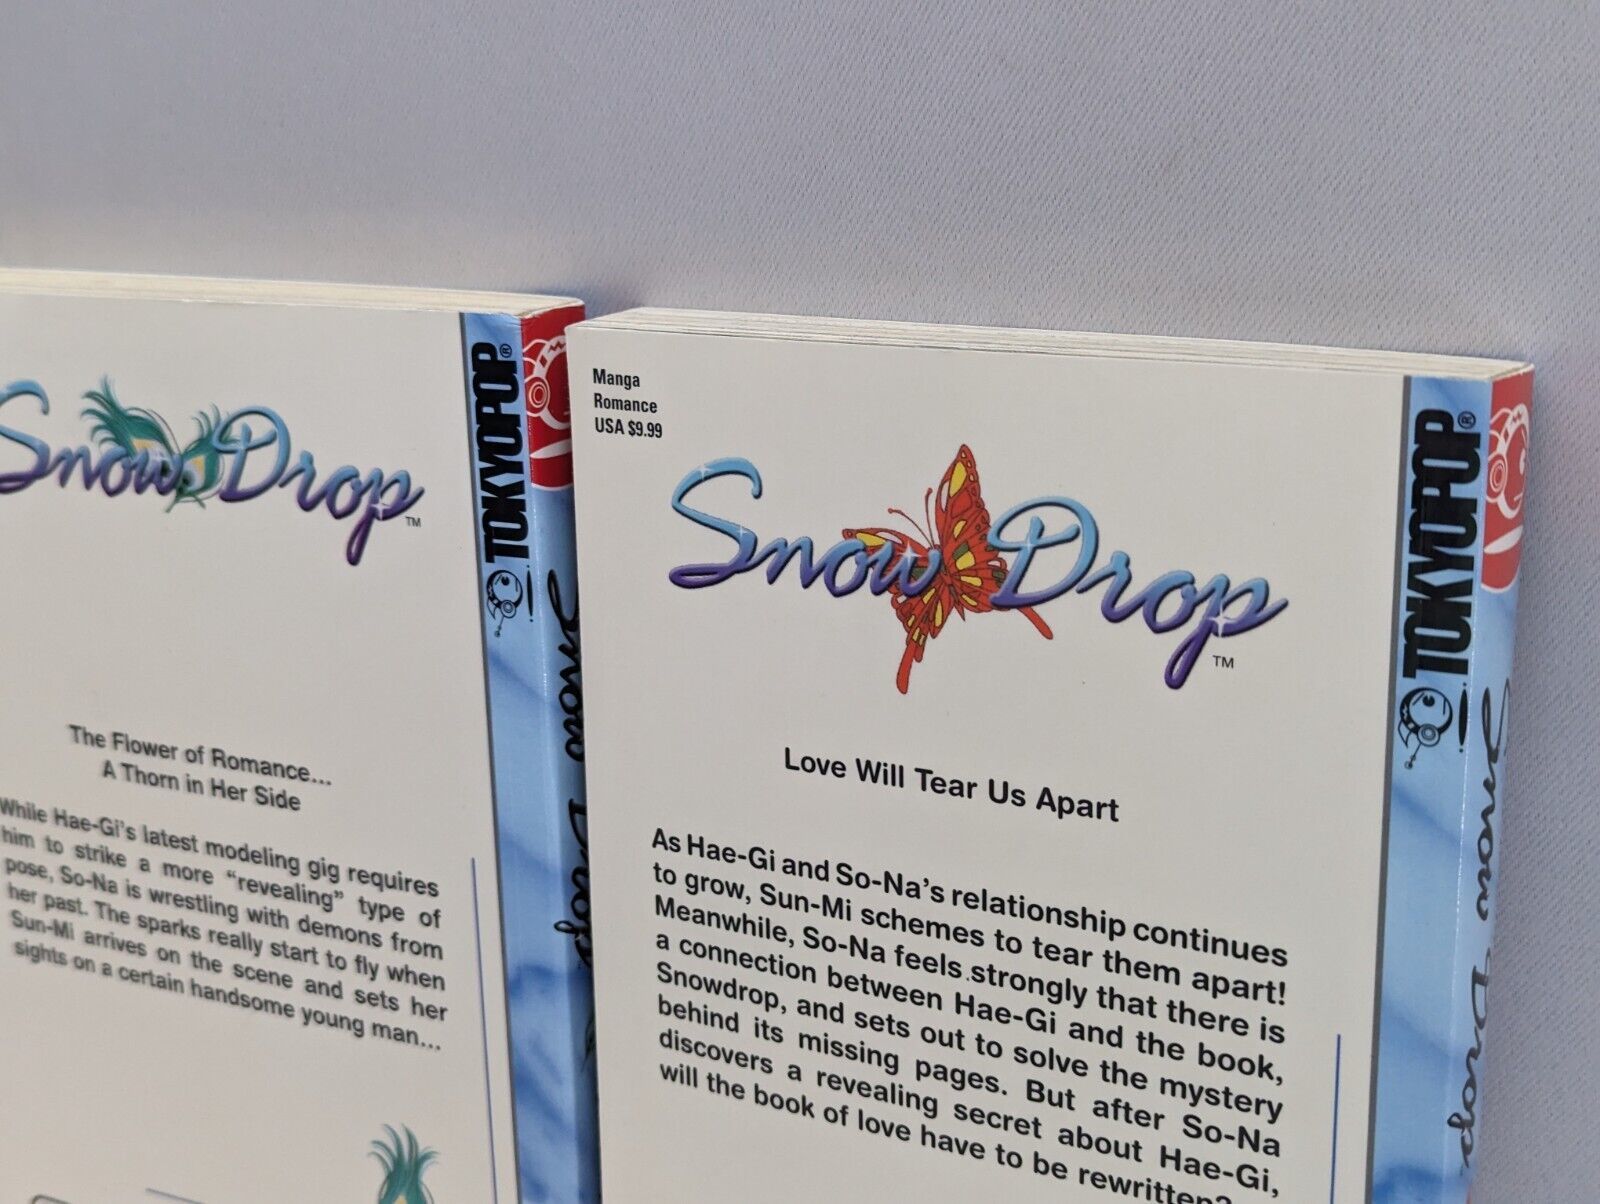 Snow Drop
TM
The Flower of Romance...
A Thorn in Her Side
While Hae-Gi's latest modeling gig requires
him to strike a more "revealing" type of
pose, So-Na is wrestling with demons from
her past. The sparks really start to fly when
Sun-Mi arrives on the scene and sets her
sights on a certain handsome young man...
TOKYOPOP®
Snow Drop
Manga
Romance
USA $9.99
Snow Drop
TM
Love Will Tear Us Apart
As Hae-Gi and So-Na's relationship continues
to grow, Sun-Mi schemes to tear them apart!
Meanwhile, So-Na feels strongly that there is
a connection between Hae-Gi and the book,
Snowdrop, and sets out to solve the mystery
behind its missing pages. But after So-Na
discovers a revealing secret about Hae-Gi,
will the book of love have to be rewritten?
TOKYOPOP®
Snow Drop